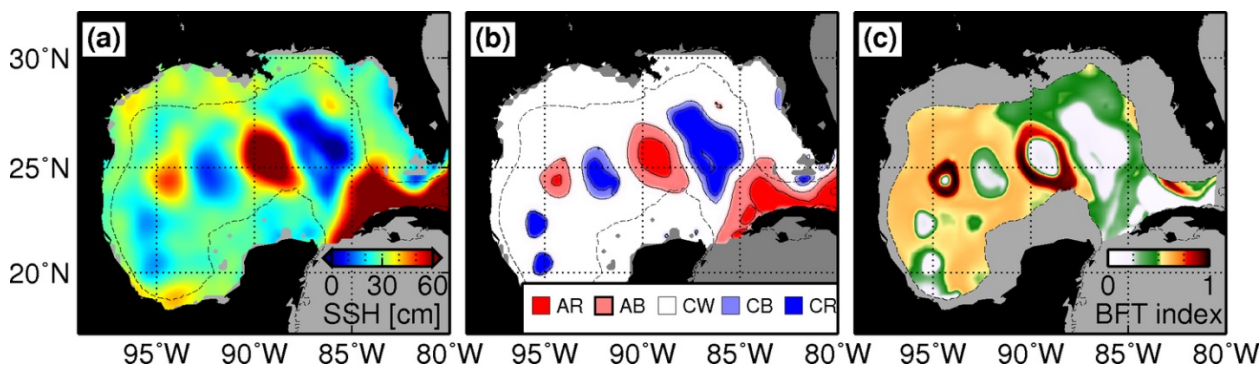 (a) (b) (c)
30°N
25°N
20°N
0 30 60
SSH [cm]
AR AB CW CB CR
0 1
BFT index
95°W 90°W 85°W 80°W 95°W 90°W 85°W 80°W 95°W 90°W 85°W 80°W